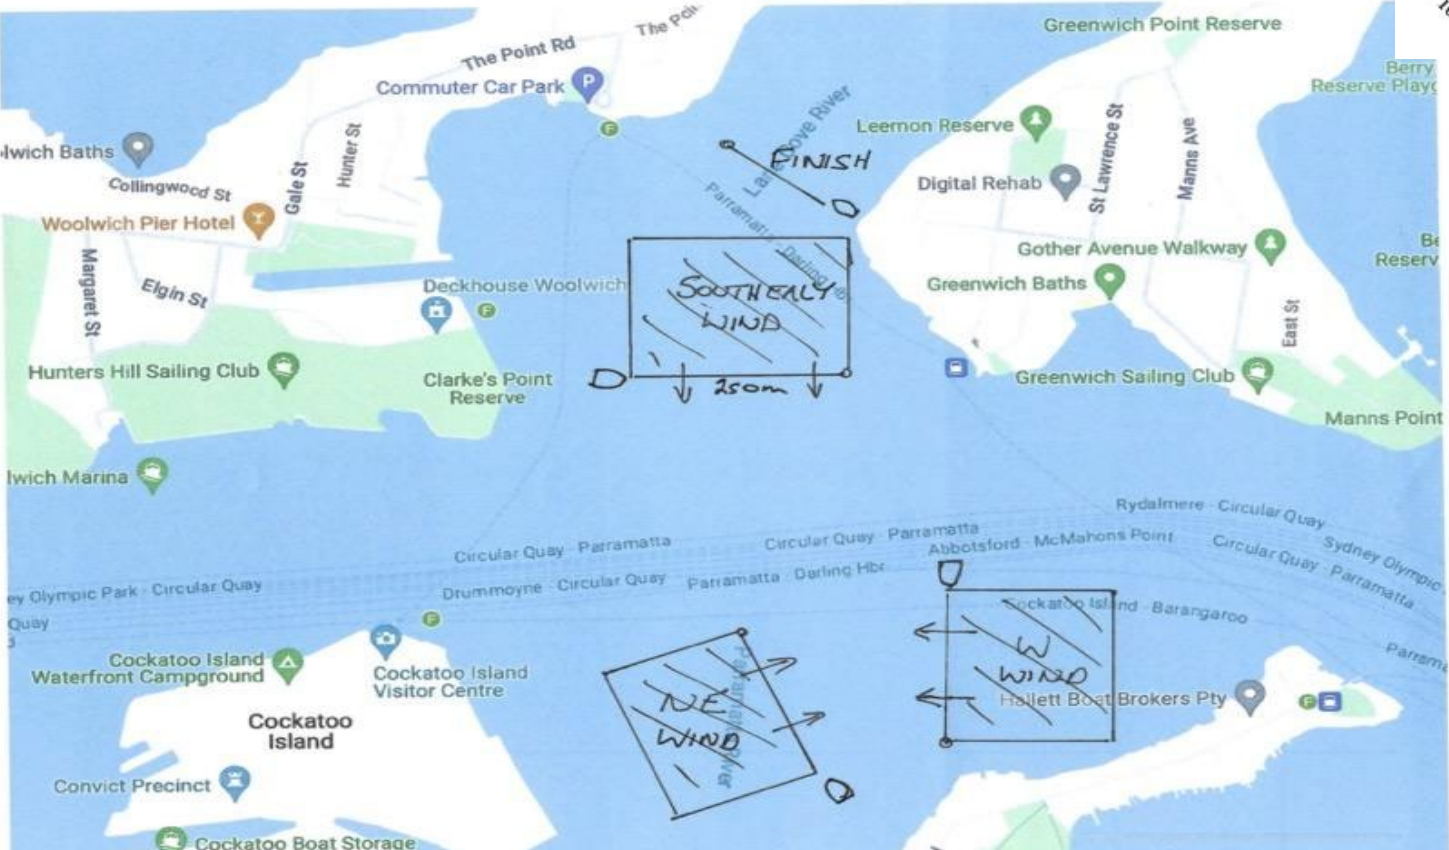 The Point Rd
Greenwich Point Reserve
Commuter Car Park
P
Berry
Reserve Playg
F
Lane Cove River
FINISH
Leemon Reserve
St Lawrence St
Manns Ave
lwich Baths
Hunter St
Collingwood St
Gale St
Digital Rehab
Woolwich Pier Hotel
Parramatta - Darling
Gother Avenue Walkway
Be
Reserv
Margaret St
Elgin St
Deckhouse Woolwich
F
SOUTHERLY
WIND
Greenwich Baths
East St
Hunters Hill Sailing Club
Clarke's Point
Reserve
250m
Greenwich Sailing Club
Manns Point
lwich Marina
Rydalmere - Circular Quay
Circular Quay - Parramatta
Circular Quay - Parramatta
Abbotsford - McMahons Point
Circular Quay - Parramatta
Sydney Olympic
ey Olympic Park - Circular Quay
Drummoyne - Circular Quay
Parramatta - Darling Hbr
Quay
F
Cockatoo Island - Barangaroo
Cockatoo Island
Waterfront Campground
Cockatoo Island
Visitor Centre
W
WIND
Hallett Boat Brokers Pty
F
Parrama
Cockatoo
Island
NE
WIND
Parramatta River
Convict Precinct
Cockatoo Boat Storage